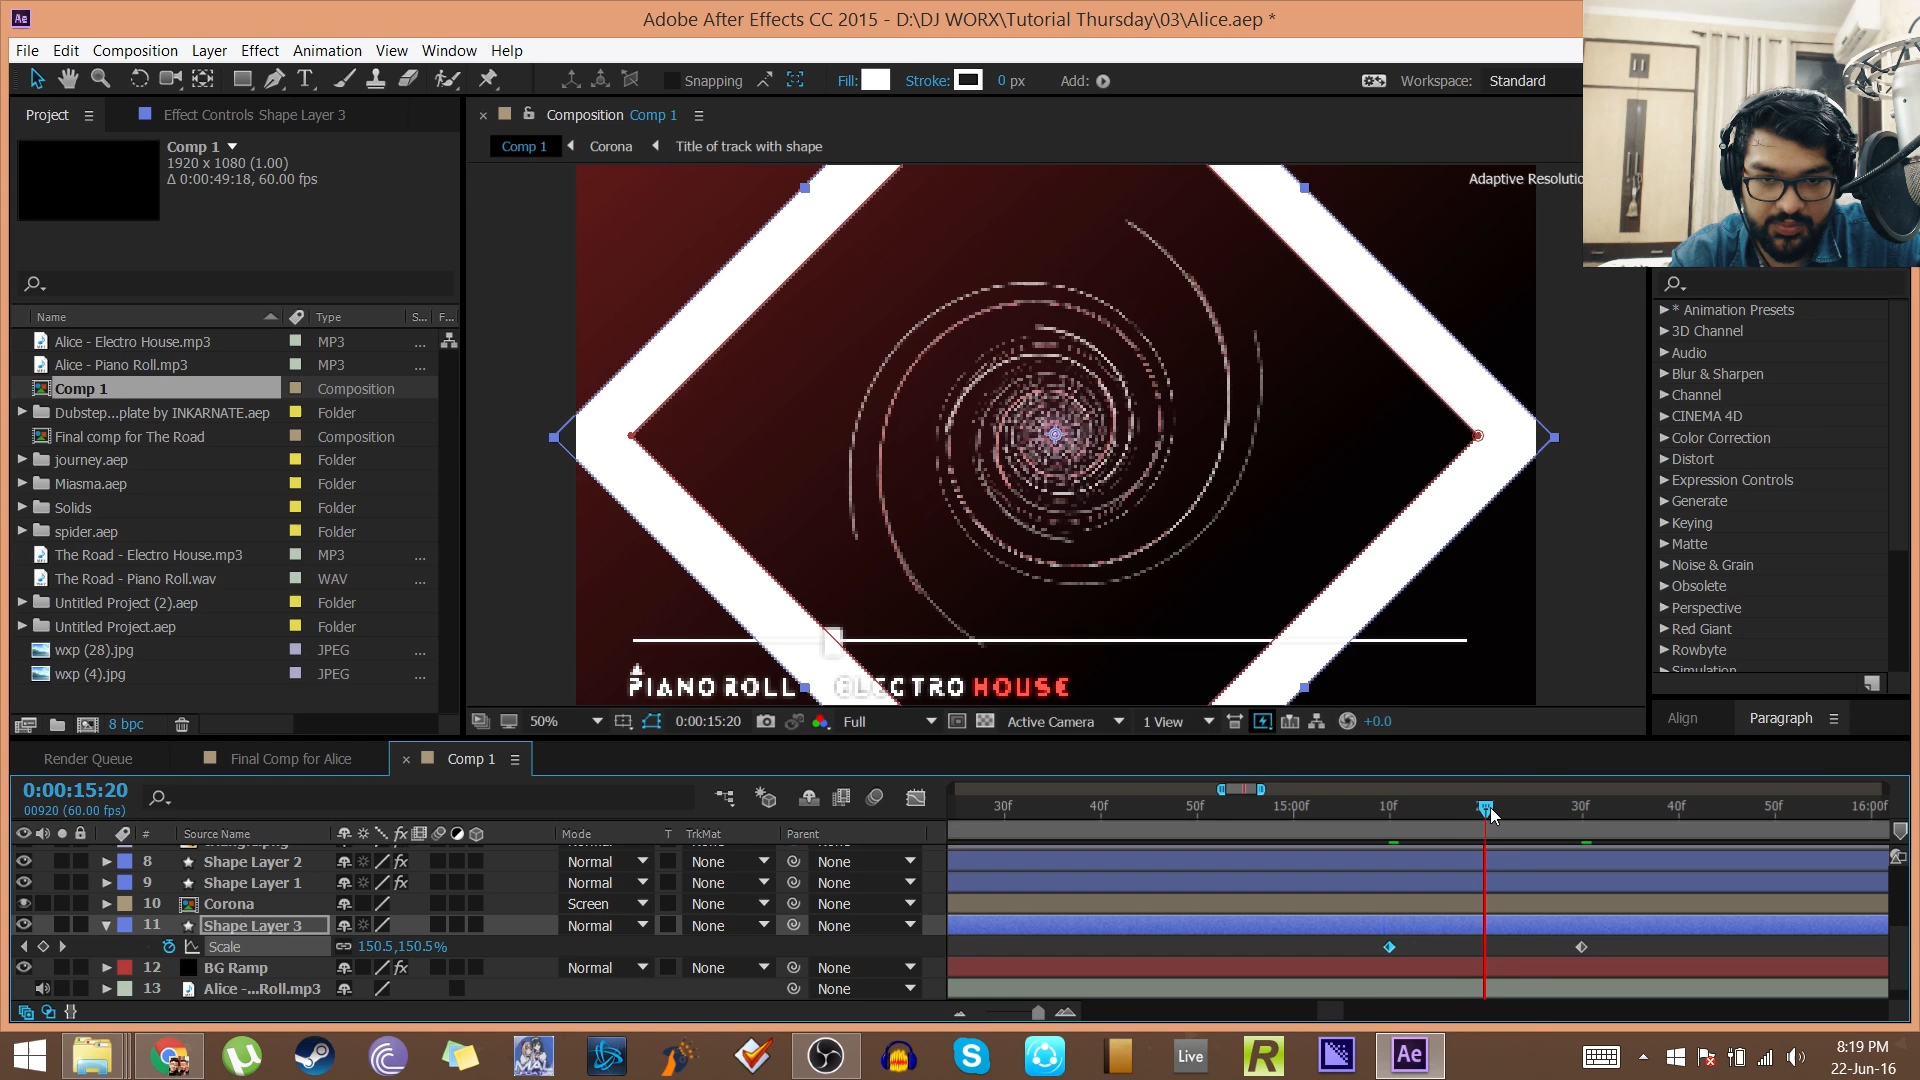 Adobe After Effects CC 2015 - D:\DJ WORX\Tutorial Thursday\03\Alice.aep *
File Edit Composition Layer Effect Animation View Window Help
Snapping Fill: Stroke: 0 px Add: Workspace: Standard
Project Effect Controls Shape Layer 3
Composition Comp 1
Comp 1 Corona Title of track with shape
Comp 1
1920 x 1080 (1.00)
Δ 0:00:49:18, 60.00 fps
Adaptive Resolutio
Name Type S... F...
Alice - Electro House.mp3 MP3 ...
Alice - Piano Roll.mp3 MP3 ...
Comp 1 Composition
Dubstep...plate by INKARNATE.aep Folder
Final comp for The Road Composition
journey.aep Folder
Miasma.aep Folder
Solids Folder
spider.aep Folder
The Road - Electro House.mp3 MP3 ...
The Road - Piano Roll.wav WAV ...
Untitled Project (2).aep Folder
Untitled Project.aep Folder
wxp (28).jpg JPEG ...
wxp (4).jpg JPEG ...
8 bpc
PIANO ROLL ELECTRO HOUSE
50% 0:00:15:20 Full Active Camera 1 View +0.0
* Animation Presets
3D Channel
Audio
Blur & Sharpen
Channel
CINEMA 4D
Color Correction
Distort
Expression Controls
Generate
Keying
Matte
Noise & Grain
Obsolete
Perspective
Red Giant
Rowbyte
Simulation
Align Paragraph
Render Queue Final Comp for Alice Comp 1
0:00:15:20
00920 (60.00 fps)
30f 40f 50f 15:00f 10f 30f 40f 50f 16:00f
# Source Name Mode T TrkMat Parent
8 Shape Layer 2 Normal None None
9 Shape Layer 1 Normal None None
10 Corona Screen None None
11 Shape Layer 3 Normal None None
Scale 150.5,150.5%
12 BG Ramp Normal None None
13 Alice -...Roll.mp3 None
MAL Live R Ae
8:19 PM
22-Jun-16